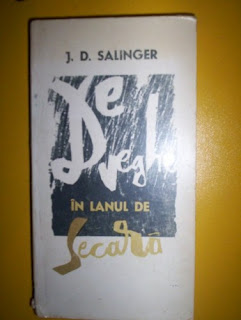 J. D. SALINGER
De
veghe
ÎN LANUL DE
Secară